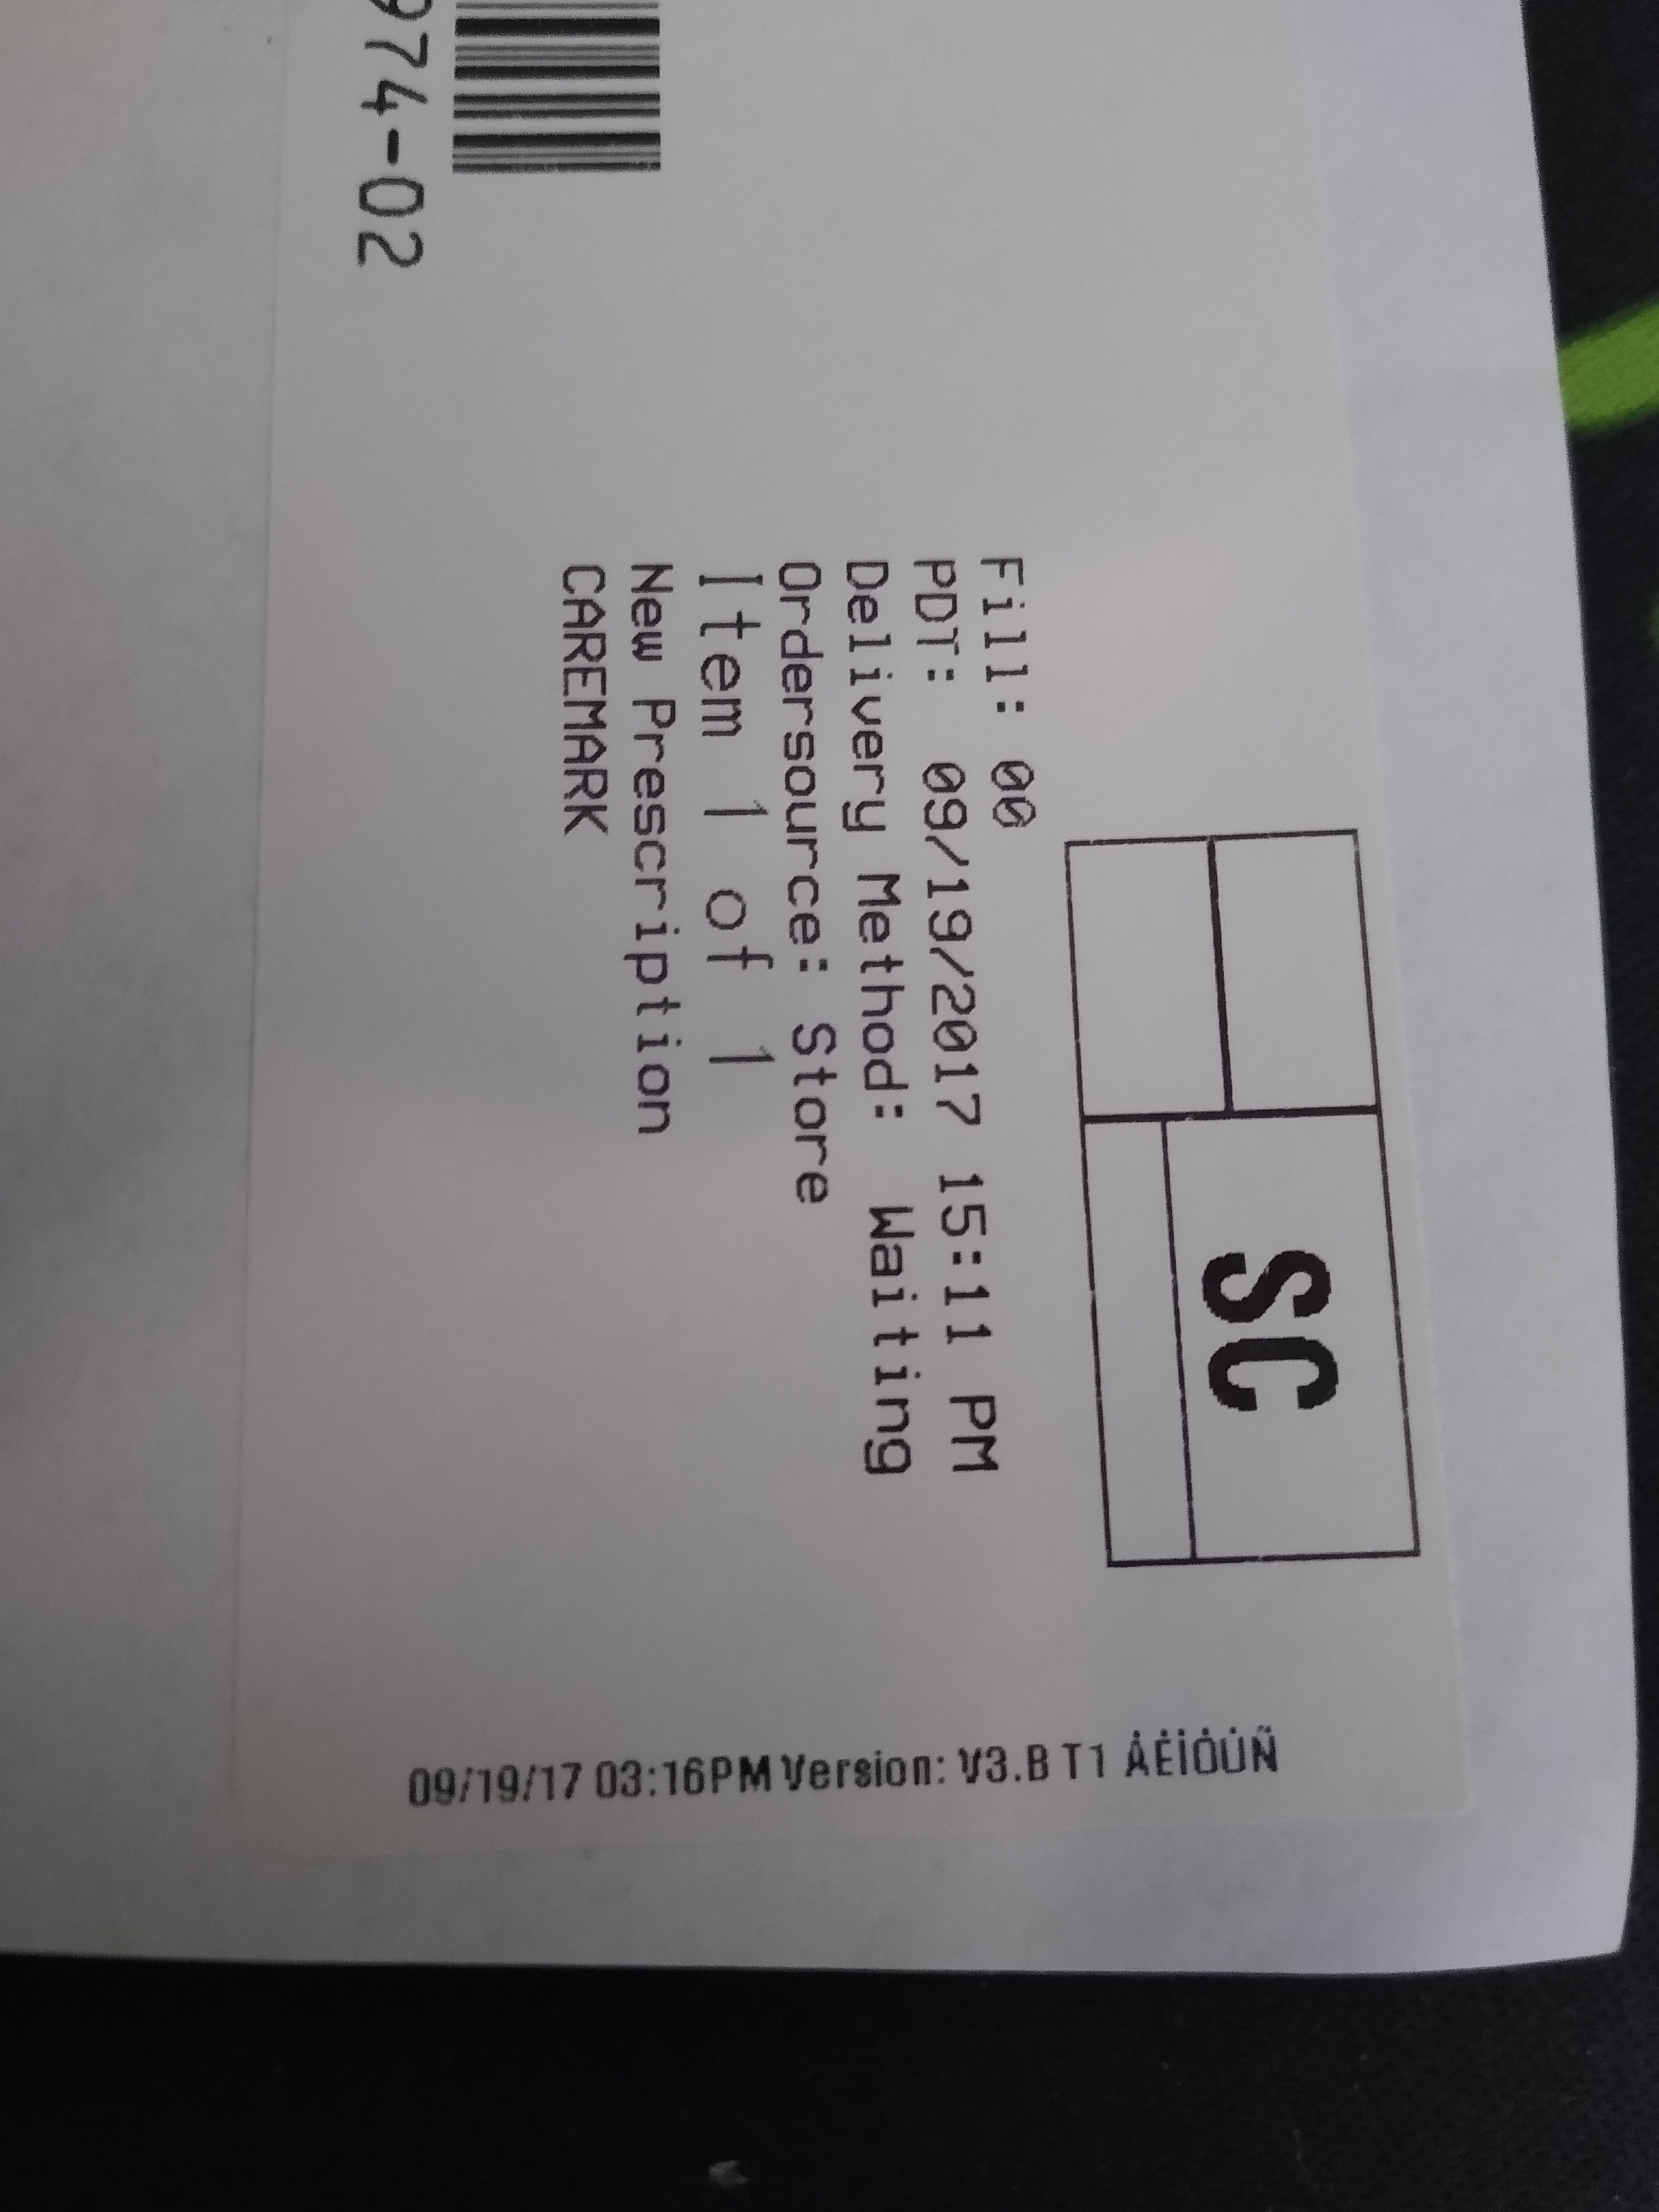 SC
Fill: 00
PDT: 09/19/2017 15:11 PM
Delivery Method: Waiting
Ordersource: Store
Item 1 of 1
New Prescription
CAREMARK
974-02
09/19/17 03:16PM Version: V3.B T1 ÁÉÍÓÚÑ